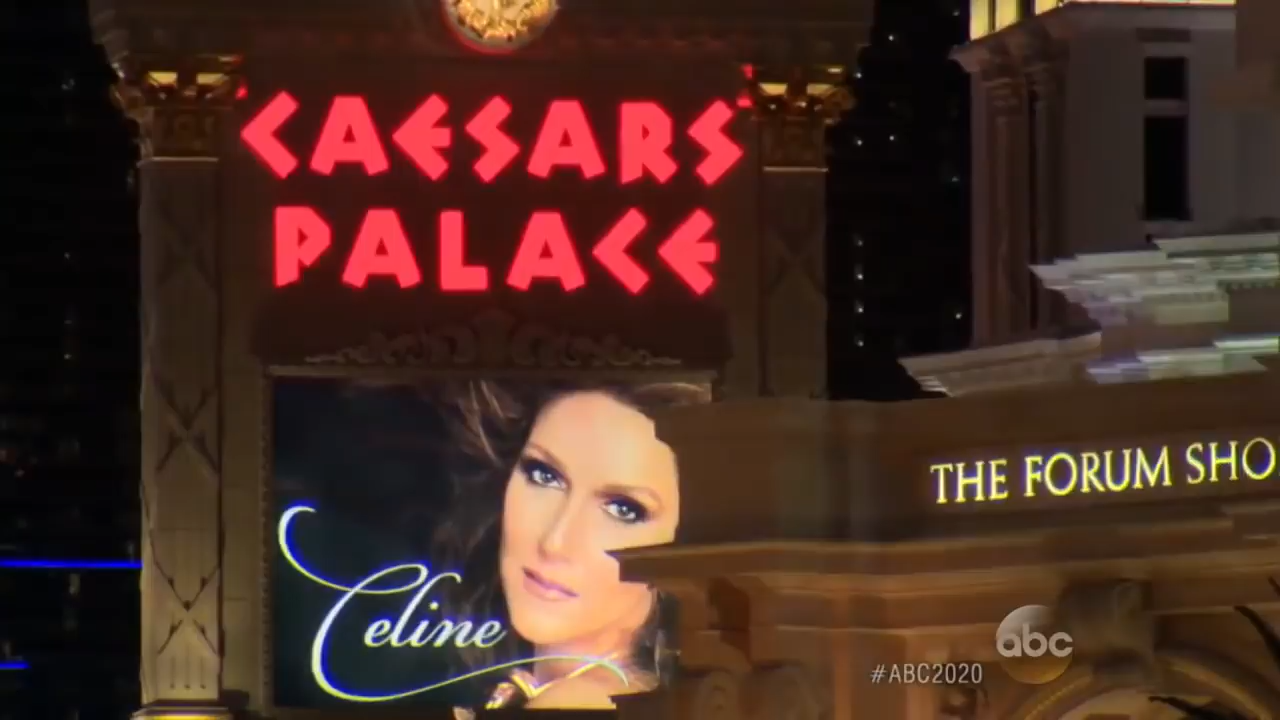 CAESARS
PALACE
THE FORUM SHO
Celine
abc
#ABC2020